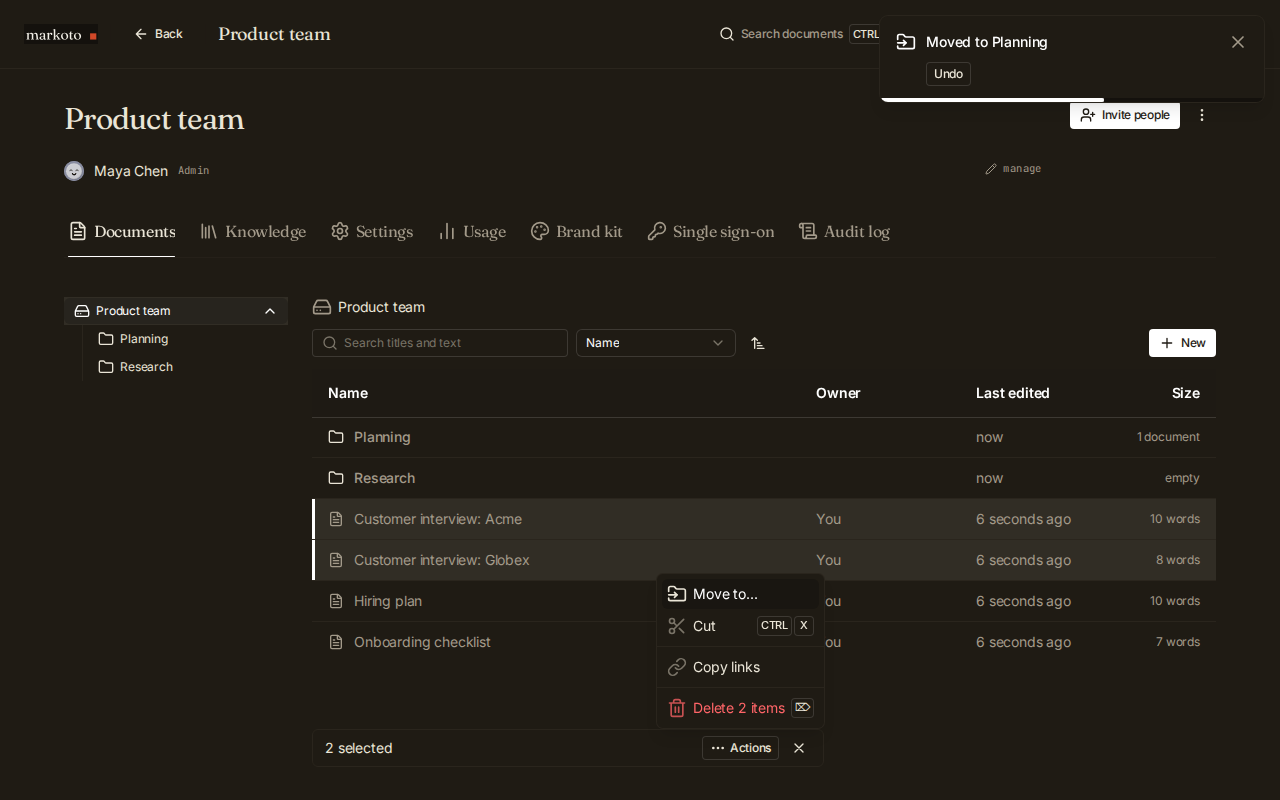 markoto
Back
Product team
Search documents CTRL
Moved to Planning
Undo
Product team
Invite people
Maya Chen Admin
manage
Documents Knowledge Settings Usage Brand kit Single sign-on Audit log
Product team
Planning
Research
Product team
Search titles and text
Name
New
Name Owner Last edited Size
Planning now 1 document
Research now empty
Customer interview: Acme You 6 seconds ago 10 words
Customer interview: Globex You 6 seconds ago 8 words
Hiring plan ou 6 seconds ago 10 words
Onboarding checklist ou 6 seconds ago 7 words
Move to...
Cut CTRL X
Copy links
Delete 2 items ⌦
2 selected
Actions